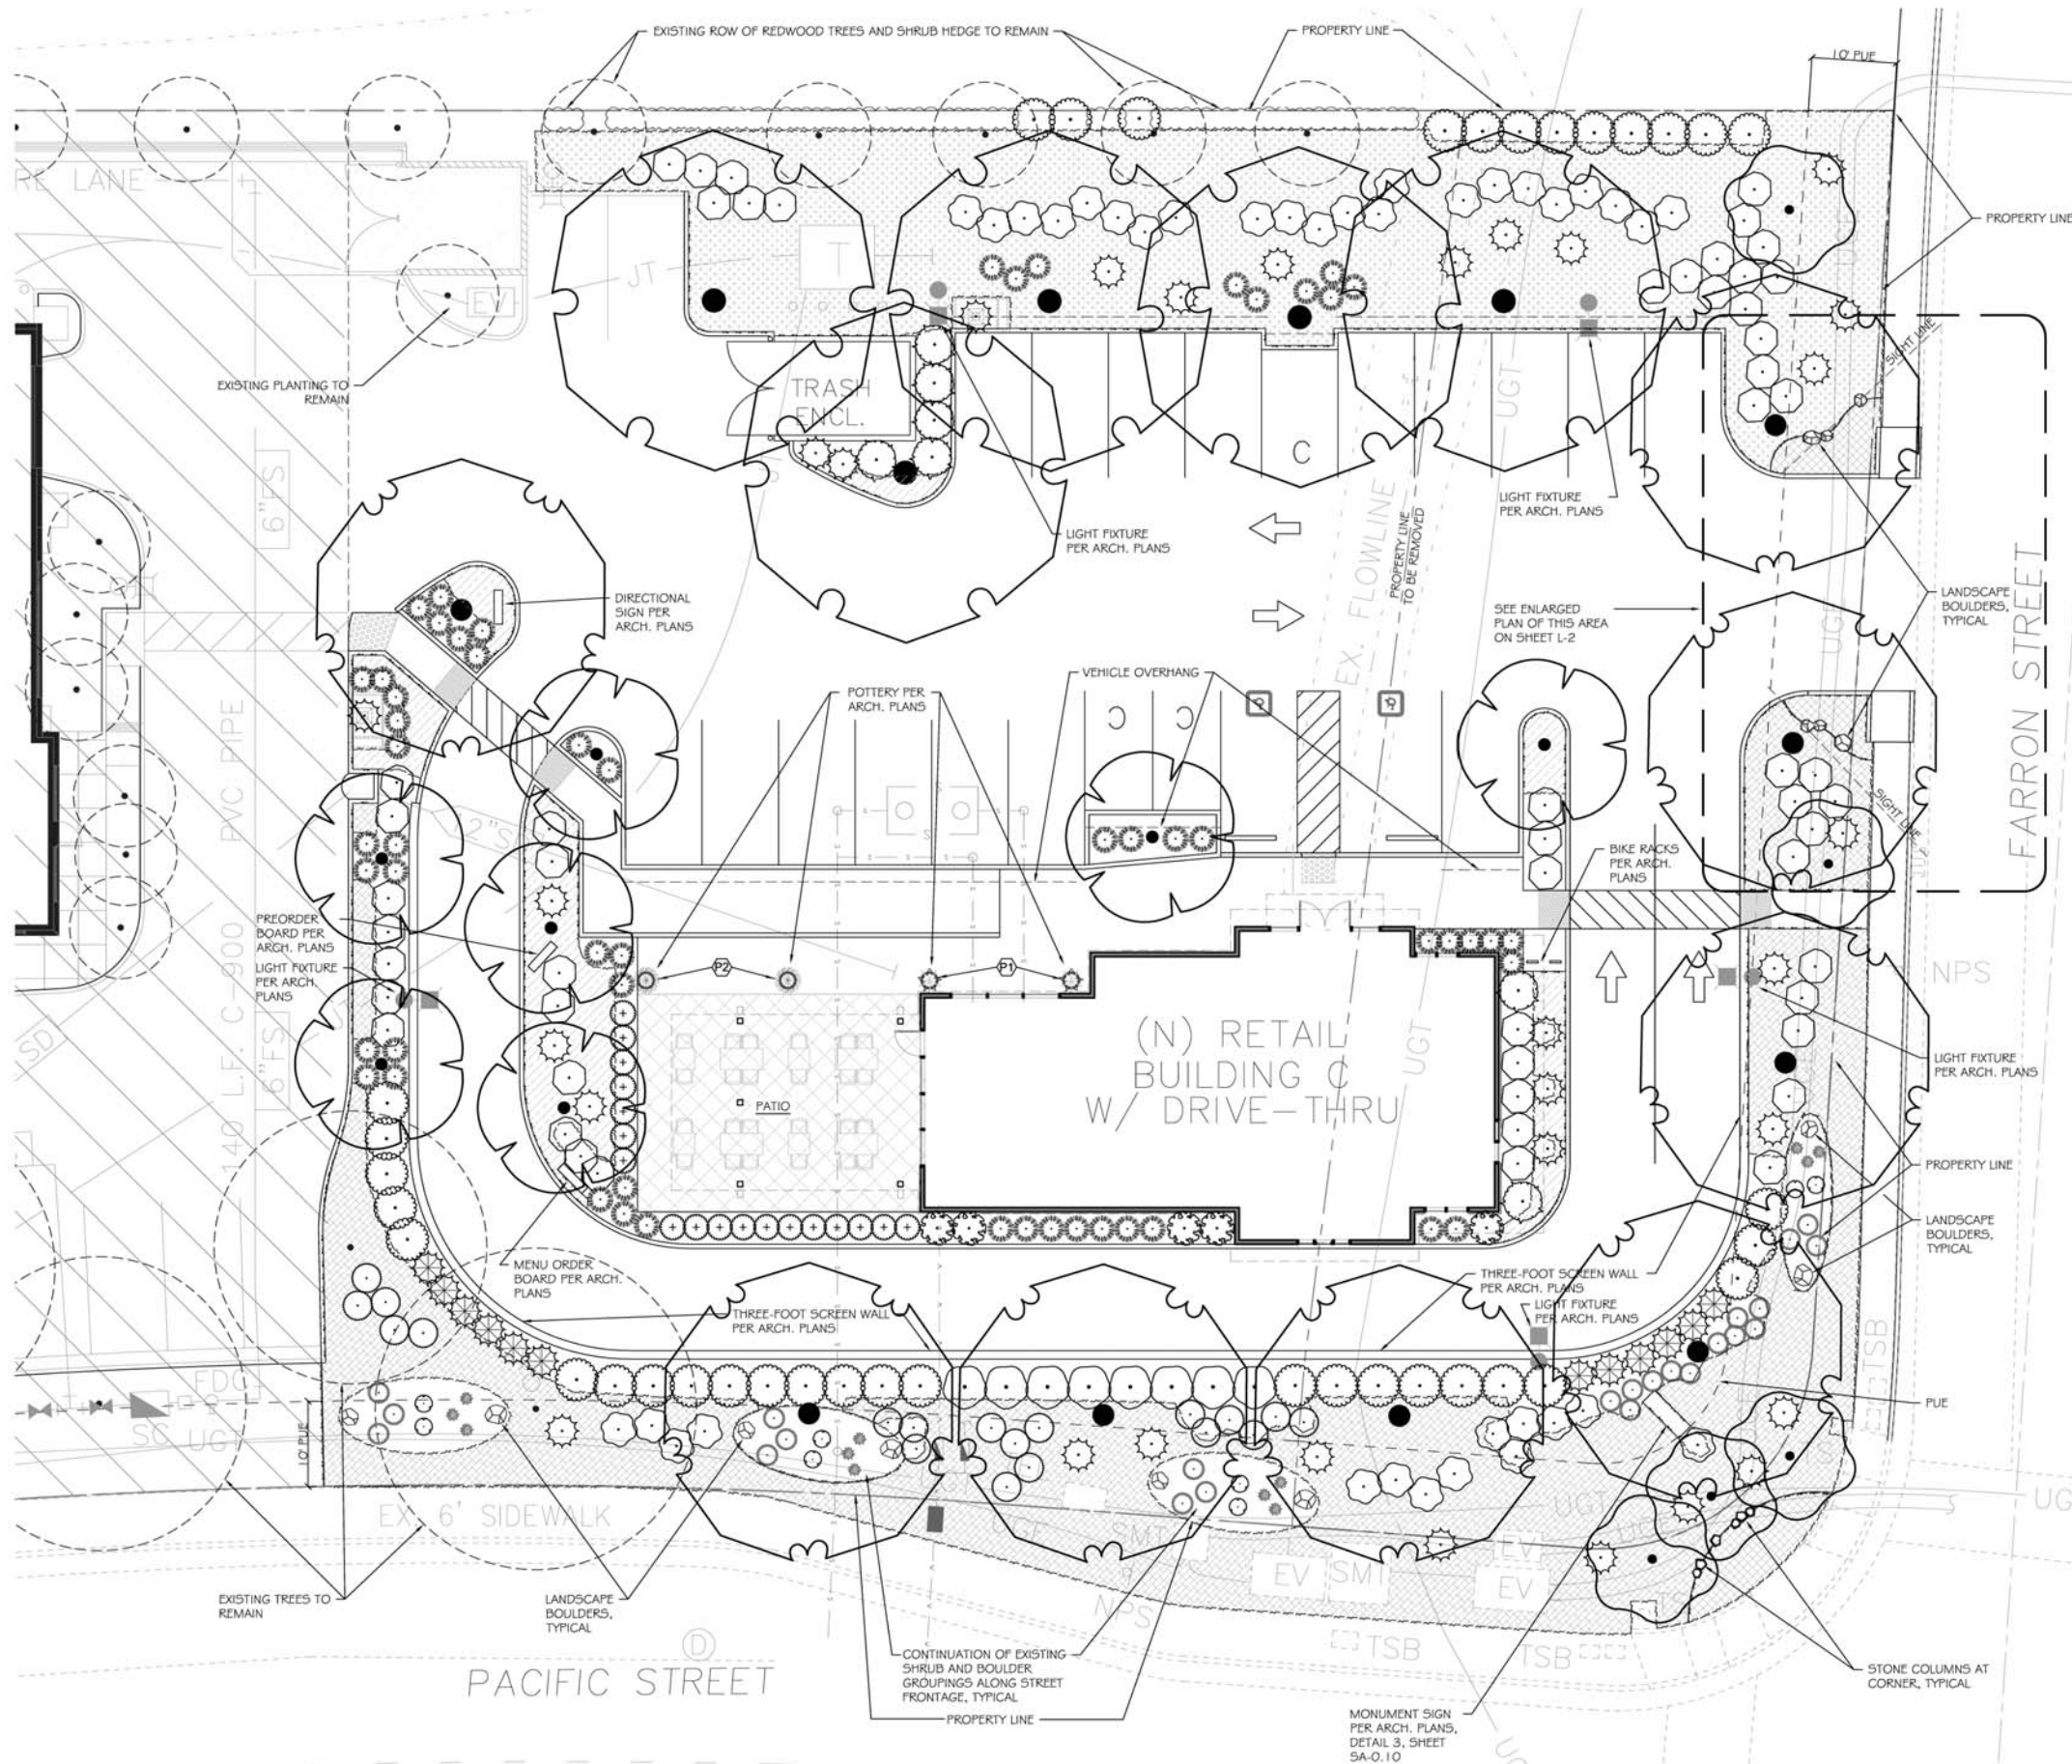 EXISTING ROW OF REDWOOD TREES AND SHRUB HEDGE TO REMAIN
PROPERTY LINE
10' PUE
RE LANE
PROPERTY LINE
JT
T
EV
SIGHT LINE
EXISTING PLANTING TO
REMAIN
TRASH
ENCL.
UGT
C
6"FS
LIGHT FIXTURE
PER ARCH. PLANS
LIGHT FIXTURE
PER ARCH. PLANS
EX. FLOWLINE
PROPERTY LINE
TO BE REMOVED
DIRECTIONAL
SIGN PER
ARCH. PLANS
SEE ENLARGED
PLAN OF THIS AREA
ON SHEET L-2
LANDSCAPE
BOULDERS,
TYPICAL
FARRON STREET
UGT
POTTERY PER
ARCH. PLANS
VEHICLE OVERHANG
C
C
SIGHT LINE
1140 L.F. C-900 PVC PIPE
BIKE RACKS
PER ARCH.
PLANS
PREORDER
BOARD PER
ARCH. PLANS
LIGHT FIXTURE
PER ARCH.
PLANS
P2
P1
NPS
(N) RETAIL
BUILDING C
W/ DRIVE-THRU
UGT
PATIO
SD
6"FS
LIGHT FIXTURE
PER ARCH. PLANS
PROPERTY LINE
LANDSCAPE
BOULDERS,
TYPICAL
MENU ORDER
BOARD PER ARCH.
PLANS
THREE-FOOT SCREEN WALL
PER ARCH. PLANS
THREE-FOOT SCREEN WALL
PER ARCH. PLANS
LIGHT FIXTURE
PER ARCH. PLANS
TSB
FDC
PUE
SC
UGT
10' PUE
EX. 6' SIDEWALK
UGT
UG
SMT
EV
EV
SMT
EV
EXISTING TREES TO
REMAIN
LANDSCAPE
BOULDERS,
TYPICAL
NPS
TSB
TSB
D
PACIFIC STREET
CONTINUATION OF EXISTING
SHRUB AND BOULDER
GROUPINGS ALONG STREET
FRONTAGE, TYPICAL
PROPERTY LINE
STONE COLUMNS AT
CORNER, TYPICAL
MONUMENT SIGN
PER ARCH. PLANS,
DETAIL 3, SHEET
SA-0.10
UGT